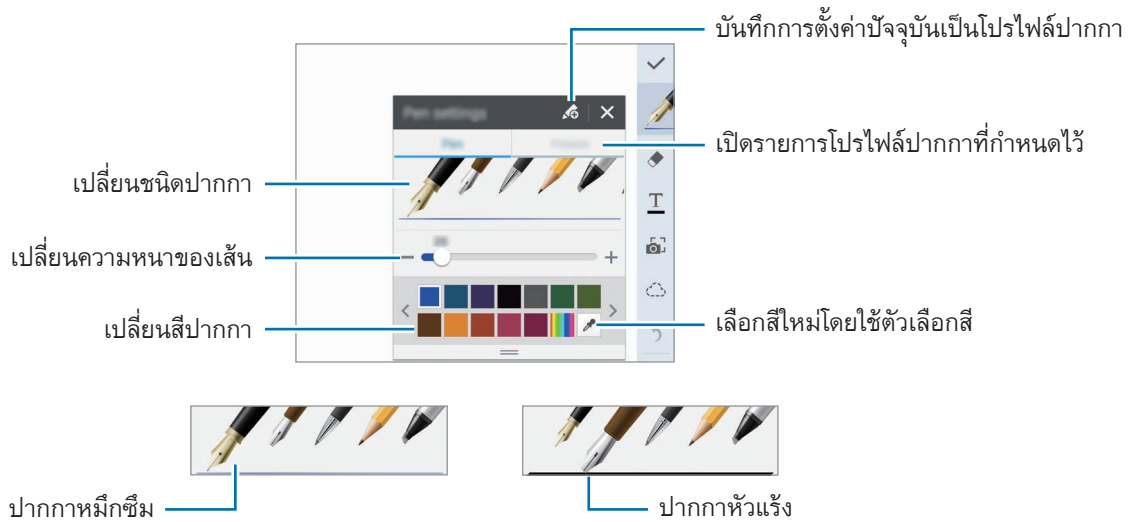 บันทึกการตั้งค่าปัจจุบันเป็นโปรไฟล์ปากกา
Pen settings
Pen
เปิดรายการโปรไฟล์ปากกาที่กำหนดไว้
เปลี่ยนชนิดปากกา
T
เปลี่ยนความหนาของเส้น
เปลี่ยนสีปากกา
เลือกสีใหม่โดยใช้ตัวเลือกสี
ปากกาหมึกซึม
ปากกาหัวแร้ง